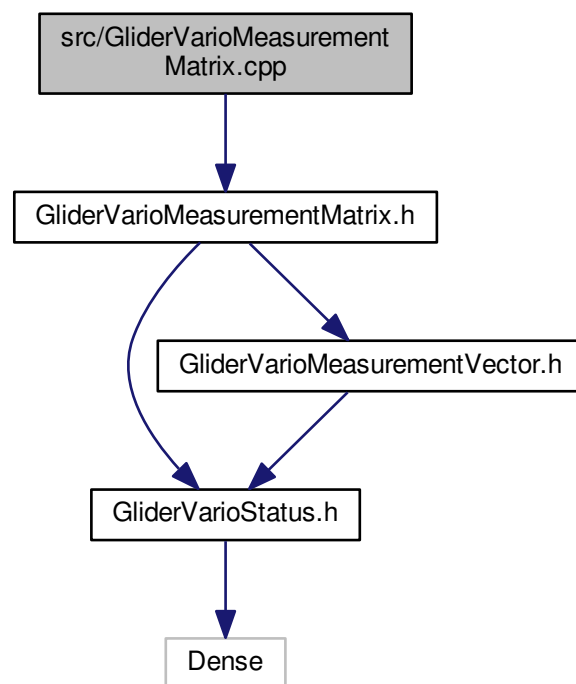 src/GliderVarioMeasurement
Matrix.cpp
GliderVarioMeasurementMatrix.h
GliderVarioMeasurementVector.h
GliderVarioStatus.h
Dense